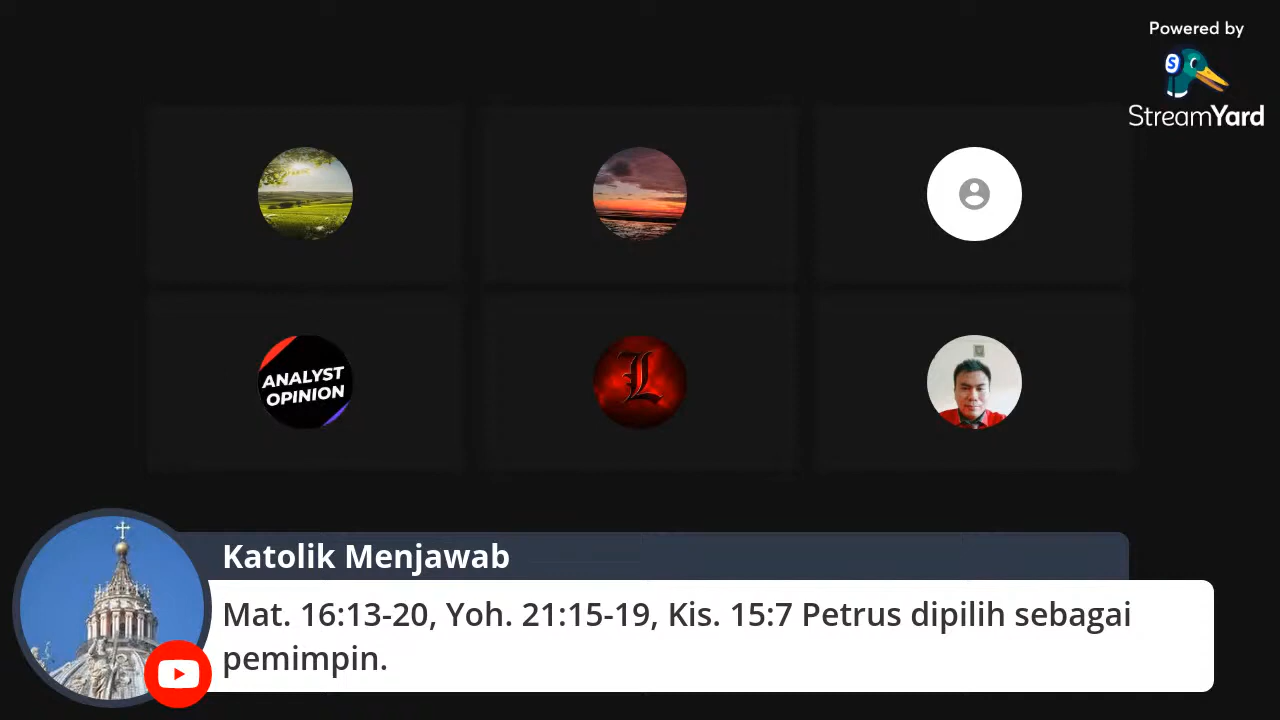 Powered by
StreamYard
S
ANALYST
OPINION
L
Katolik Menjawab
Mat. 16:13-20, Yoh. 21:15-19, Kis. 15:7 Petrus dipilih sebagai
pemimpin.